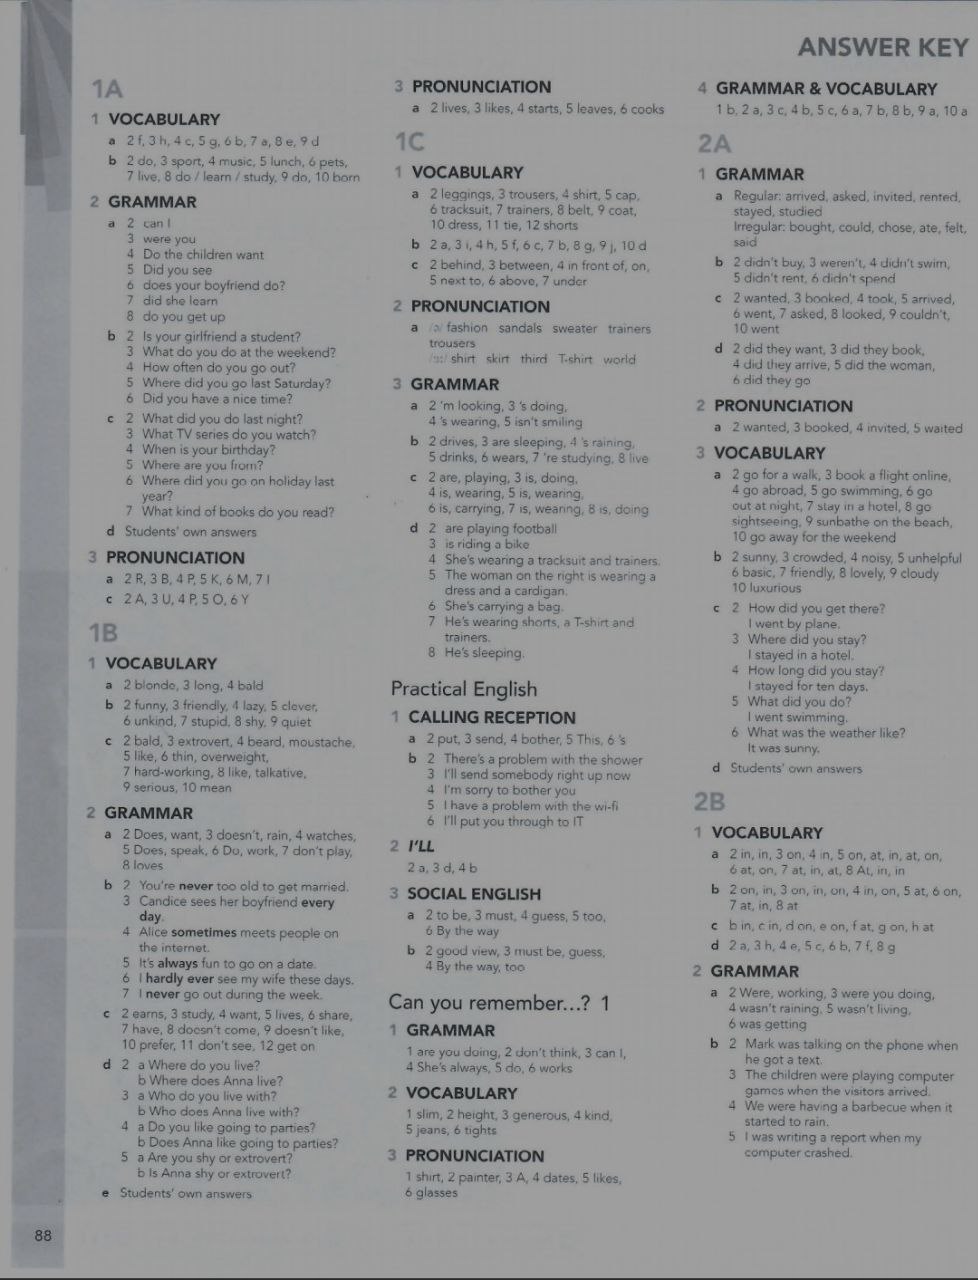 ANSWER KEY
1A
1 VOCABULARY
a 2 f, 3 h, 4 c, 5 g, 6 b, 7 a, 8 e, 9 d
b 2 do, 3 sport, 4 music, 5 lunch, 6 pets,
7 live, 8 do / learn / study, 9 do, 10 born
2 GRAMMAR
a 2 can I
3 were you
4 Do the children want
5 Did you see
6 does your boyfriend do?
7 did she learn
8 do you get up
b 2 Is your girlfriend a student?
3 What do you do at the weekend?
4 How often do you go out?
5 Where did you go last Saturday?
6 Did you have a nice time?
c 2 What did you do last night?
3 What TV series do you watch?
4 When is your birthday?
5 Where are you from?
6 Where did you go on holiday last
year?
7 What kind of books do you read?
d Students' own answers
3 PRONUNCIATION
a 2 R, 3 B, 4 P, 5 K, 6 M, 7 I
c 2 A, 3 U, 4 P, 5 O, 6 Y
1B
1 VOCABULARY
a 2 blonde, 3 long, 4 bald
b 2 funny, 3 friendly, 4 lazy, 5 clever,
6 unkind, 7 stupid, 8 shy, 9 quiet
c 2 bald, 3 extrovert, 4 beard, moustache,
5 like, 6 thin, overweight,
7 hard-working, 8 like, talkative,
9 serious, 10 mean
2 GRAMMAR
a 2 Does, want, 3 doesn't, rain, 4 watches,
5 Does, speak, 6 Do, work, 7 don't play,
8 loves
b 2 You're never too old to get married.
3 Candice sees her boyfriend every
day.
4 Alice sometimes meets people on
the internet.
5 It's always fun to go on a date.
6 I hardly ever see my wife these days.
7 I never go out during the week.
c 2 earns, 3 study, 4 want, 5 lives, 6 share,
7 have, 8 doesn't come, 9 doesn't like,
10 prefer, 11 don't see, 12 get on
d 2 a Where do you live?
b Where does Anna live?
3 a Who do you live with?
b Who does Anna live with?
4 a Do you like going to parties?
b Does Anna like going to parties?
5 a Are you shy or extrovert?
b Is Anna shy or extrovert?
e Students' own answers
88
3 PRONUNCIATION
a 2 lives, 3 likes, 4 starts, 5 leaves, 6 cooks
1C
1 VOCABULARY
a 2 leggings, 3 trousers, 4 shirt, 5 cap,
6 tracksuit, 7 trainers, 8 belt, 9 coat,
10 dress, 11 tie, 12 shorts
b 2 a, 3 i, 4 h, 5 f, 6 c, 7 b, 8 g, 9 j, 10 d
c 2 behind, 3 between, 4 in front of, on,
5 next to, 6 above, 7 under
2 PRONUNCIATION
a /ə/ fashion sandals sweater trainers
trousers
/ɜː/ shirt skirt third T-shirt world
3 GRAMMAR
a 2 'm looking, 3 's doing,
4 's wearing, 5 isn't smiling
b 2 drives, 3 are sleeping, 4 's raining,
5 drinks, 6 wears, 7 're studying, 8 live
c 2 are, playing, 3 is, doing,
4 is, wearing, 5 is, wearing,
6 is, carrying, 7 is, wearing, 8 is, doing
d 2 are playing football
3 is riding a bike
4 She's wearing a tracksuit and trainers.
5 The woman on the right is wearing a
dress and a cardigan.
6 She's carrying a bag.
7 He's wearing shorts, a T-shirt and
trainers.
8 He's sleeping.
Practical English
1 CALLING RECEPTION
a 2 put, 3 send, 4 bother, 5 This, 6 's
b 2 There's a problem with the shower
3 I'll send somebody right up now
4 I'm sorry to bother you
5 I have a problem with the wi-fi
6 I'll put you through to IT
2 I'LL
2 a, 3 d, 4 b
3 SOCIAL ENGLISH
a 2 to be, 3 must, 4 guess, 5 too,
6 By the way
b 2 good view, 3 must be, guess,
4 By the way, too
Can you remember...? 1
1 GRAMMAR
1 are you doing, 2 don't think, 3 can I,
4 She's always, 5 do, 6 works
2 VOCABULARY
1 slim, 2 height, 3 generous, 4 kind,
5 jeans, 6 tights
3 PRONUNCIATION
1 shirt, 2 painter, 3 A, 4 dates, 5 likes,
6 glasses
4 GRAMMAR & VOCABULARY
1 b, 2 a, 3 c, 4 b, 5 c, 6 a, 7 b, 8 b, 9 a, 10 a
2A
1 GRAMMAR
a Regular: arrived, asked, invited, rented,
stayed, studied
Irregular: bought, could, chose, ate, felt,
said
b 2 didn't buy, 3 weren't, 4 didn't swim,
5 didn't rent, 6 didn't spend
c 2 wanted, 3 booked, 4 took, 5 arrived,
6 went, 7 asked, 8 looked, 9 couldn't,
10 went
d 2 did they want, 3 did they book,
4 did they arrive, 5 did the woman,
6 did they go
2 PRONUNCIATION
a 2 wanted, 3 booked, 4 invited, 5 waited
3 VOCABULARY
a 2 go for a walk, 3 book a flight online,
4 go abroad, 5 go swimming, 6 go
out at night, 7 stay in a hotel, 8 go
sightseeing, 9 sunbathe on the beach,
10 go away for the weekend
b 2 sunny, 3 crowded, 4 noisy, 5 unhelpful
6 basic, 7 friendly, 8 lovely, 9 cloudy
10 luxurious
c 2 How did you get there?
I went by plane.
3 Where did you stay?
I stayed in a hotel.
4 How long did you stay?
I stayed for ten days.
5 What did you do?
I went swimming.
6 What was the weather like?
It was sunny.
d Students' own answers
2B
1 VOCABULARY
a 2 in, in, 3 on, 4 in, 5 on, at, in, at, on,
6 at, on, 7 at, in, at, 8 At, in, in
b 2 on, in, 3 on, in, on, 4 in, on, 5 at, 6 on,
7 at, in, 8 at
c b in, c in, d on, e on, f at, g on, h at
d 2 a, 3 h, 4 e, 5 c, 6 b, 7 f, 8 g
2 GRAMMAR
a 2 Were, working, 3 were you doing,
4 wasn't raining, 5 wasn't living,
6 was getting
b 2 Mark was talking on the phone when
he got a text.
3 The children were playing computer
games when the visitors arrived.
4 We were having a barbecue when it
started to rain.
5 I was writing a report when my
computer crashed.